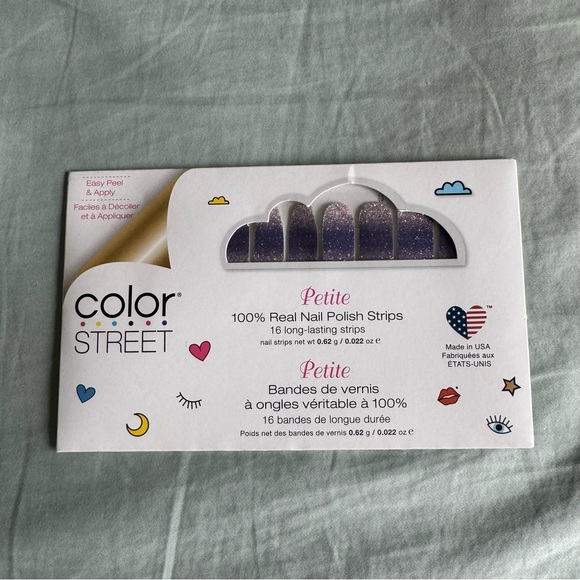 Easy Peel
& Apply
Faciles à Décoller
et à Appliquer
color®
STREET
Petite
100% Real Nail Polish Strips
16 long-lasting strips
nail strips net wt 0.62 g / 0.022 oz ℮
Petite
Bandes de vernis
à ongles véritable à 100%
16 bandes de longue durée
Poids net des bandes de vernis 0.62 g / 0.022 oz ℮
TM
Made in USA
Fabriquées aux
ÉTATS-UNIS